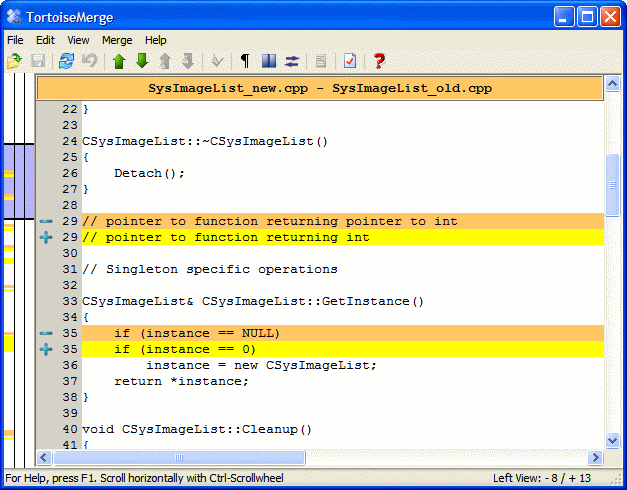 TortoiseMerge
File Edit View Merge Help
SysImageList_new.cpp - SysImageList_old.cpp
22 }
23
24 CSysImageList::~CSysImageList()
25 {
26     Detach();
27 }
28
29 // pointer to function returning pointer to int
29 // pointer to function returning int
30
31 // Singleton specific operations
32
33 CSysImageList& CSysImageList::GetInstance()
34 {
35     if (instance == NULL)
35     if (instance == 0)
36         instance = new CSysImageList;
37     return *instance;
38 }
39
40 void CSysImageList::Cleanup()
41 {
For Help, press F1. Scroll horizontally with Ctrl-Scrollwheel Left View: - 8 / + 13